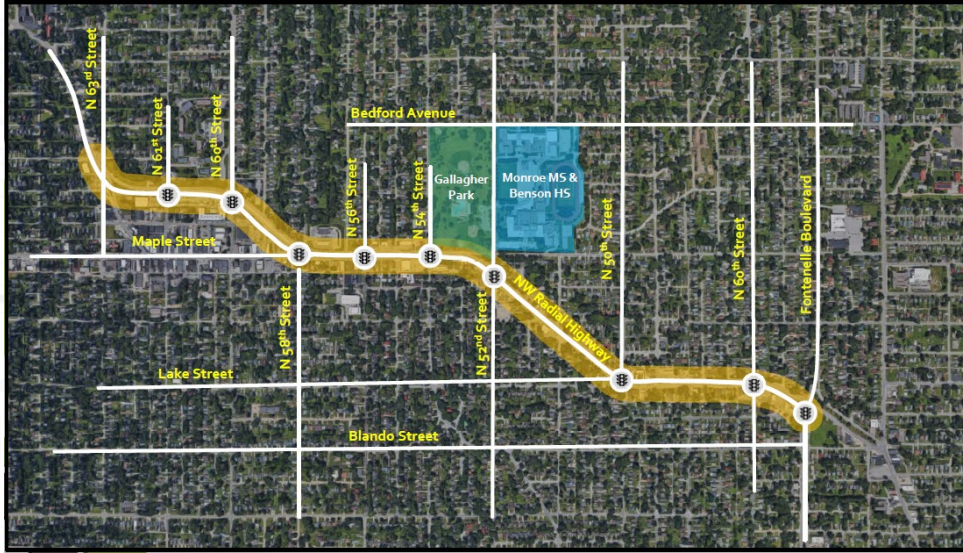 N 63rd Street
N 61st Street
N 60th Street
Bedford Avenue
N 56th Street
N 54th Street
Gallagher
Park
Monroe MS &
Benson HS
Maple Street
N 50th Street
N 60th Street
Fontenelle Boulevard
N 58th Street
N 52nd Street
NW Radial Highway
Lake Street
Blando Street